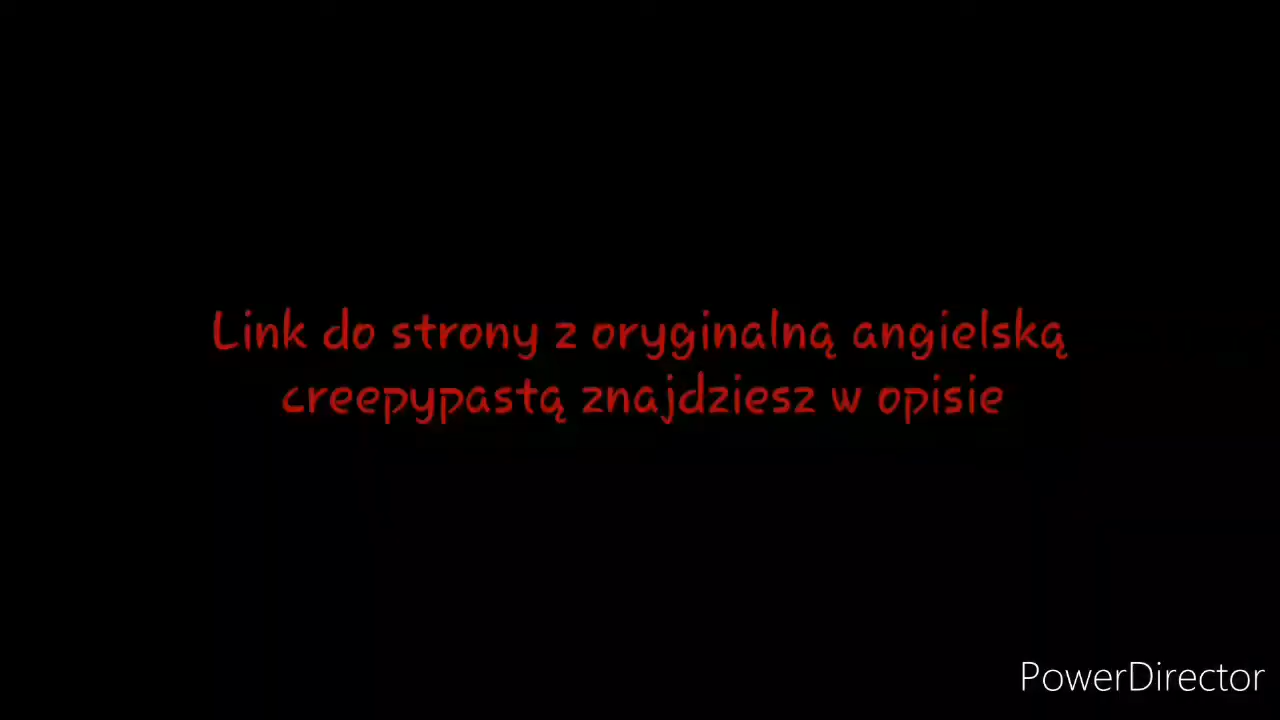 Link do strony z oryginalną angielską
creepypastą znajdziesz w opisie
PowerDirector